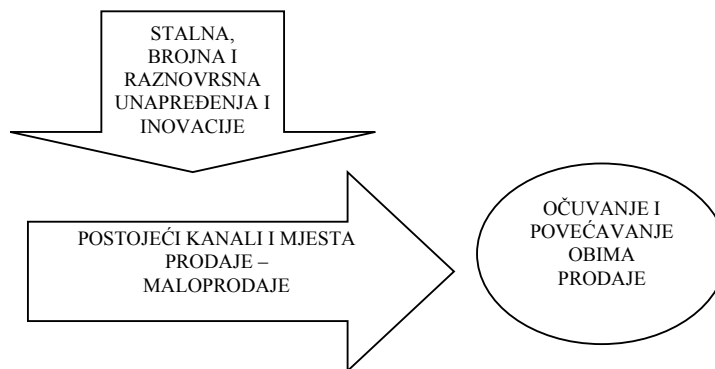 STALNA,
BROJNA I
RAZNOVRSNA
UNAPREĐENJA I
INOVACIJE
POSTOJEĆI KANALI I MJESTA
PRODAJE –
MALOPRODAJE
OČUVANJE I
POVEĆAVANJE
OBIMA
PRODAJE